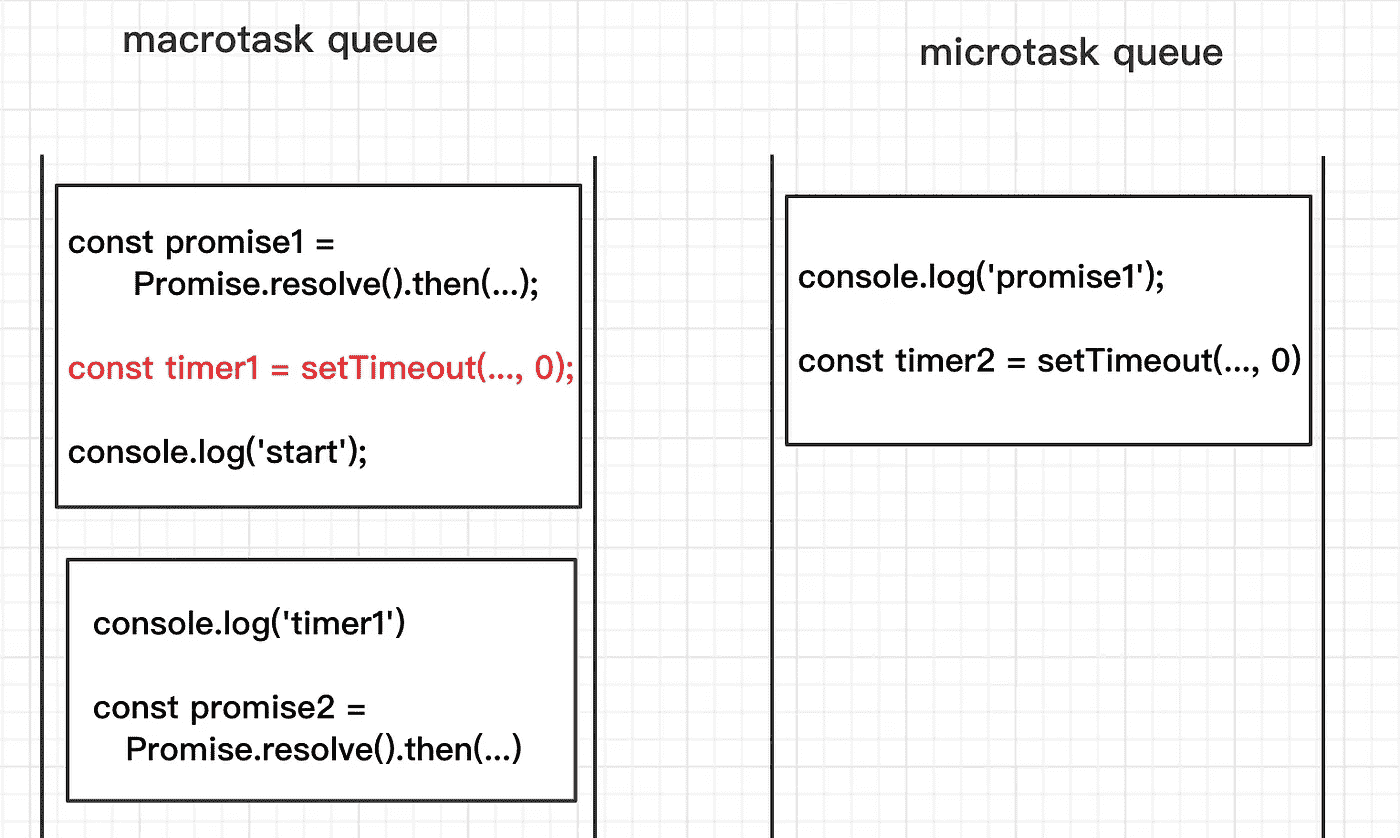 macrotask queue
const promise1 =
Promise.resolve().then(...);
const timer1 = setTimeout(..., 0);
console.log('start');
console.log('timer1')
const promise2 =
Promise.resolve().then(...)
microtask queue
console.log('promise1');
const timer2 = setTimeout(..., 0)